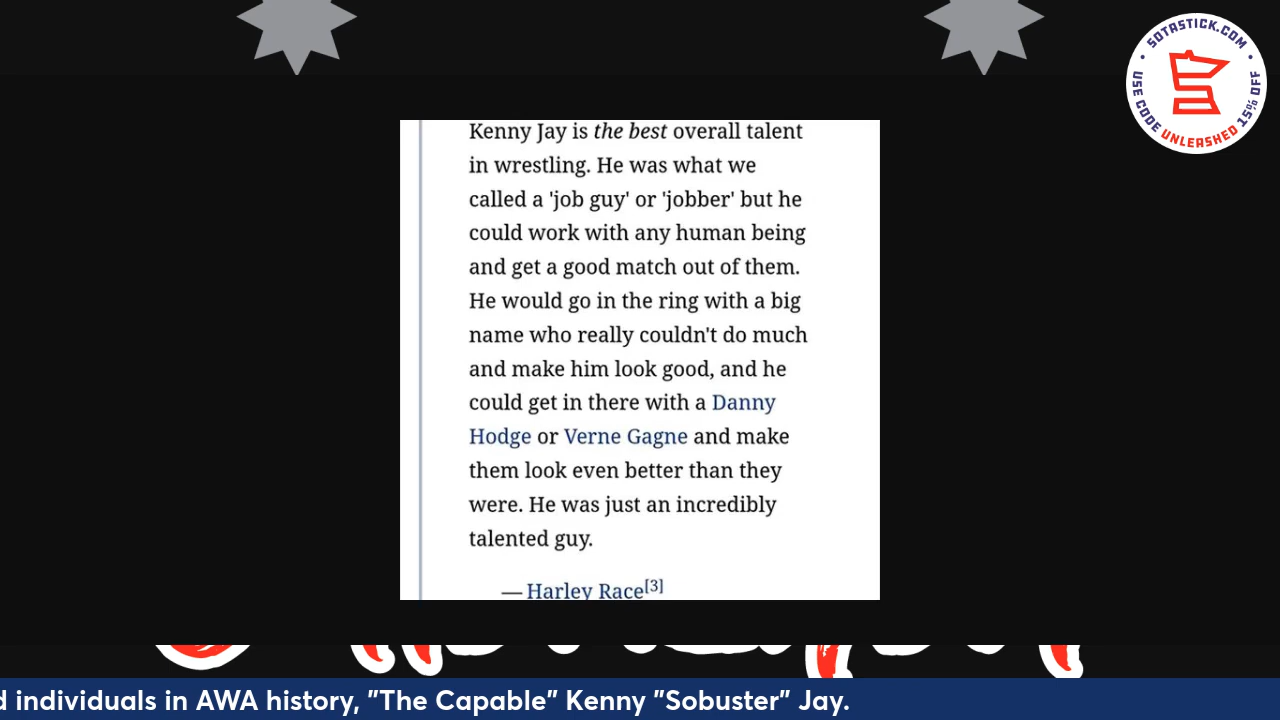 SOTASTICK.COM
USE CODE UNLEASHED 15% OFF
Kenny Jay is the best overall talent
in wrestling. He was what we
called a 'job guy' or 'jobber' but he
could work with any human being
and get a good match out of them.
He would go in the ring with a big
name who really couldn't do much
and make him look good, and he
could get in there with a Danny
Hodge or Verne Gagne and make
them look even better than they
were. He was just an incredibly
talented guy.
— Harley Race[3]
individuals in AWA history, "The Capable" Kenny "Sobuster" Jay.